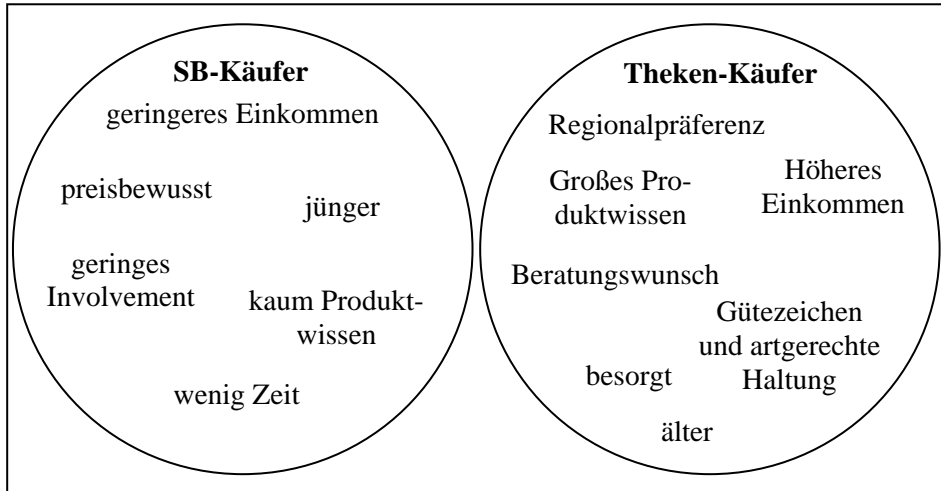 SB-Käufer
geringeres Einkommen
preisbewusst
jünger
geringes
Involvement
kaum Produkt-
wissen
wenig Zeit
Theken-Käufer
Regionalpräferenz
Großes Pro-
duktwissen
Höheres
Einkommen
Beratungswunsch
Gütezeichen
und artgerechte
Haltung
besorgt
älter